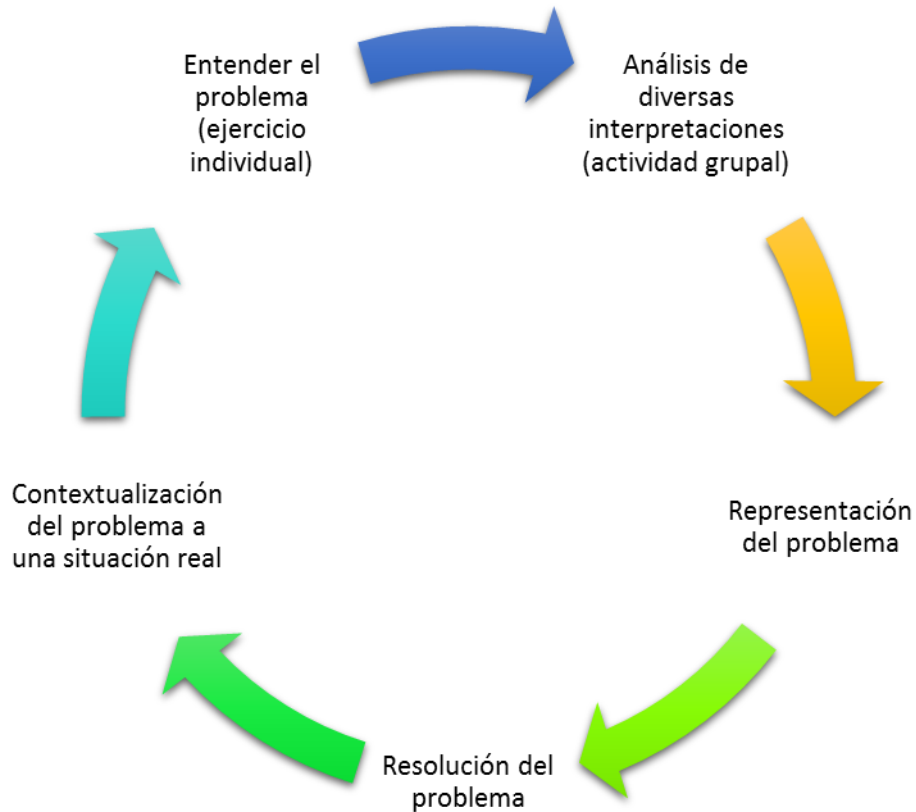 Entender el
problema
(ejercicio
individual)
Análisis de
diversas
interpretaciones
(actividad grupal)
Representación
del problema
Resolución del
problema
Contextualización
del problema a
una situación real